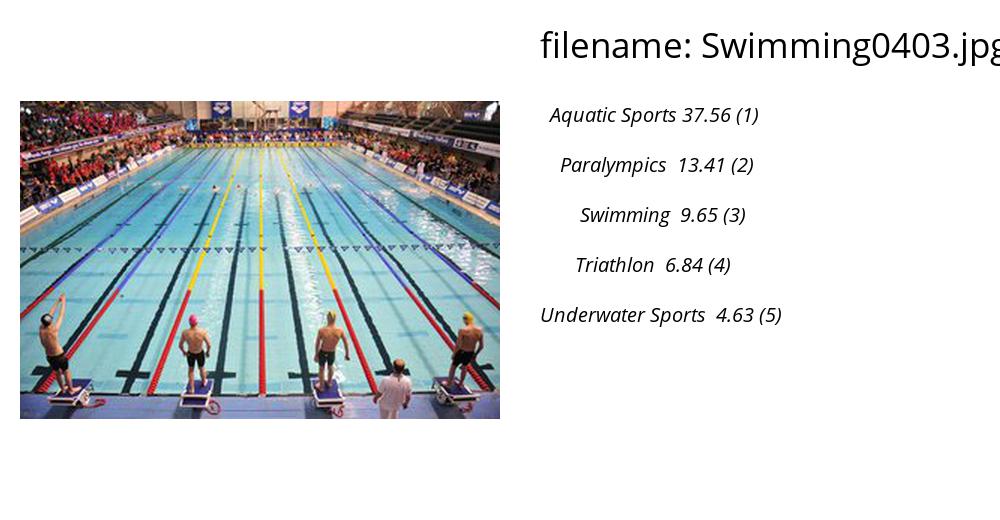 filename: Swimming0403.jpg
Aquatic Sports 37.56 (1)
Paralympics 13.41 (2)
Swimming 9.65 (3)
Triathlon 6.84 (4)
Underwater Sports 4.63 (5)